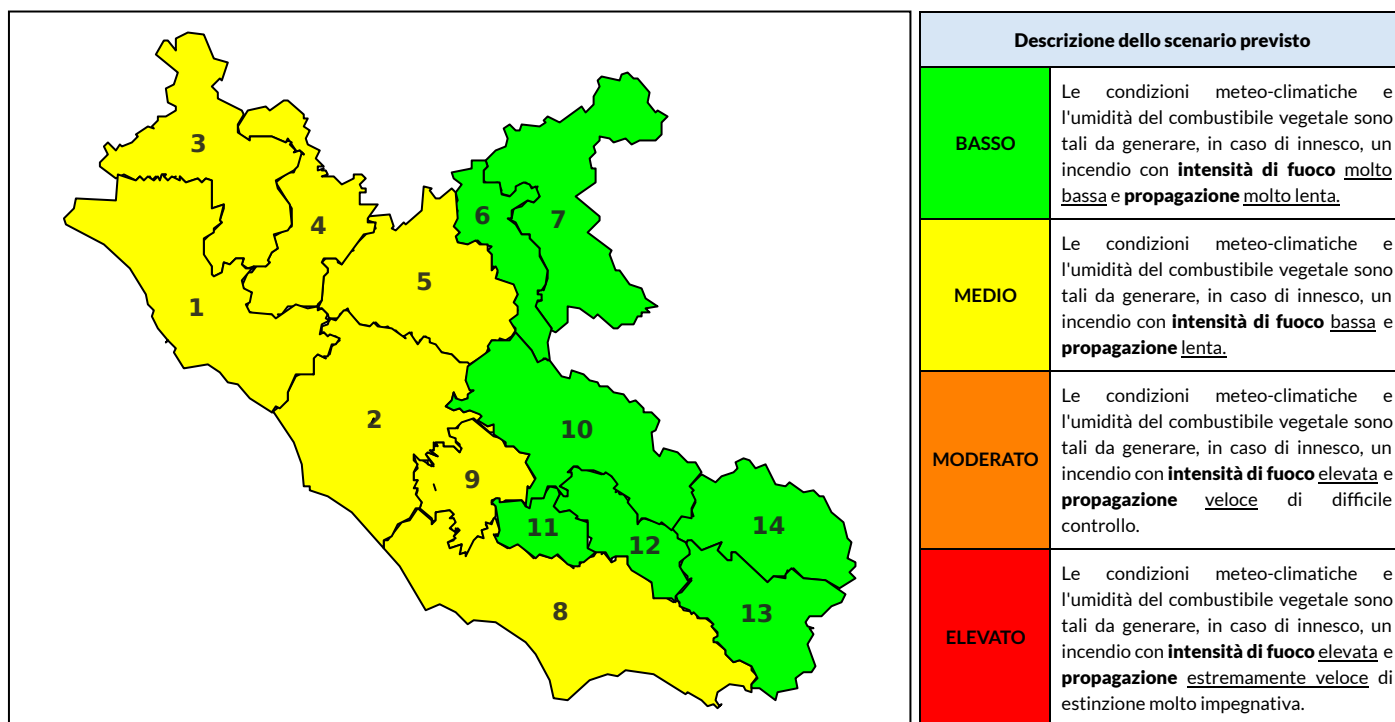 3
4
6
7
5
1
2
10
9
11
12
14
8
13
Descrizione dello scenario previsto
BASSO
Le condizioni meteo-climatiche e
l'umidità del combustibile vegetale sono
tali da generare, in caso di innesco, un
incendio con intensità di fuoco molto
bassa e propagazione molto lenta.
MEDIO
Le condizioni meteo-climatiche e
l'umidità del combustibile vegetale sono
tali da generare, in caso di innesco, un
incendio con intensità di fuoco bassa e
propagazione lenta.
MODERATO
Le condizioni meteo-climatiche e
l'umidità del combustibile vegetale sono
tali da generare, in caso di innesco, un
incendio con intensità di fuoco elevata e
propagazione veloce di difficile
controllo.
ELEVATO
Le condizioni meteo-climatiche e
l'umidità del combustibile vegetale sono
tali da generare, in caso di innesco, un
incendio con intensità di fuoco elevata e
propagazione estremamente veloce di
estinzione molto impegnativa.